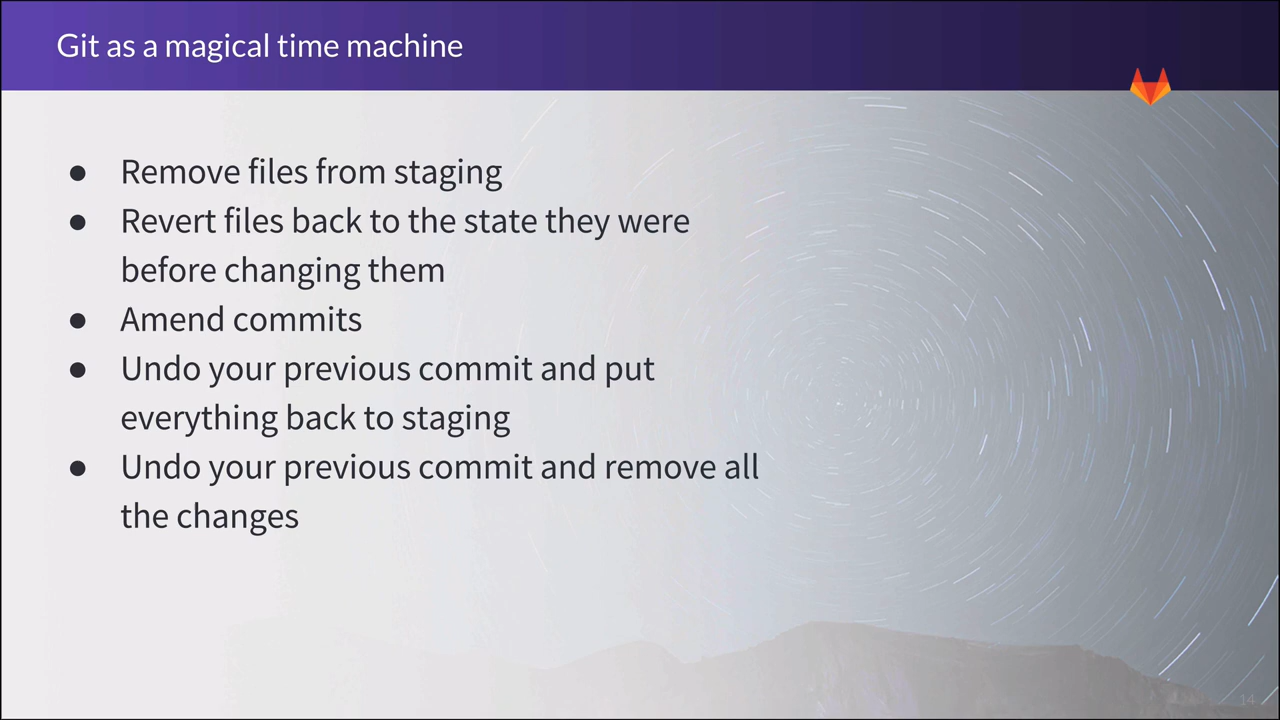 Git as a magical time machine
● Remove files from staging
● Revert files back to the state they were
before changing them
● Amend commits
● Undo your previous commit and put
everything back to staging
● Undo your previous commit and remove all
the changes
14